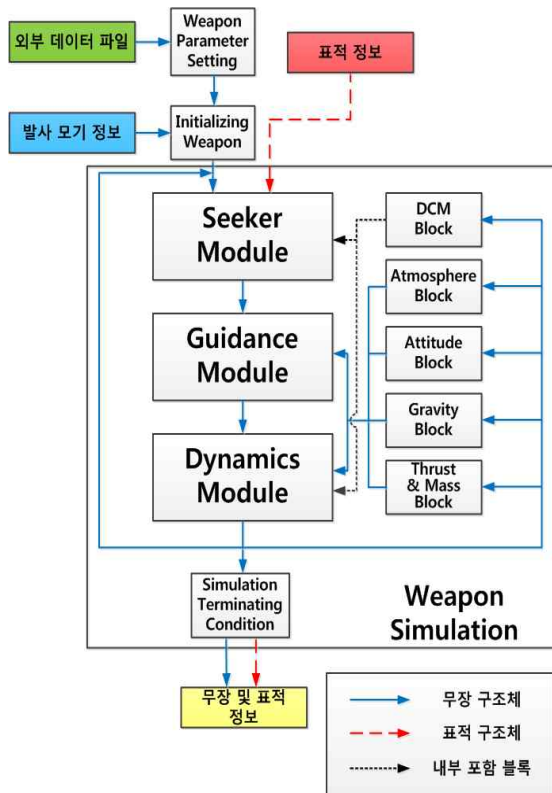 외부 데이터 파일
Weapon
Parameter
Setting
표적 정보
발사 모기 정보
Initializing
Weapon
Seeker
Module
DCM
Block
Atmosphere
Block
Guidance
Module
Attitude
Block
Gravity
Block
Dynamics
Module
Thrust
& Mass
Block
Simulation
Terminating
Condition
Weapon
Simulation
무장 및 표적
정보
무장 구조체
표적 구조체
내부 포함 블록